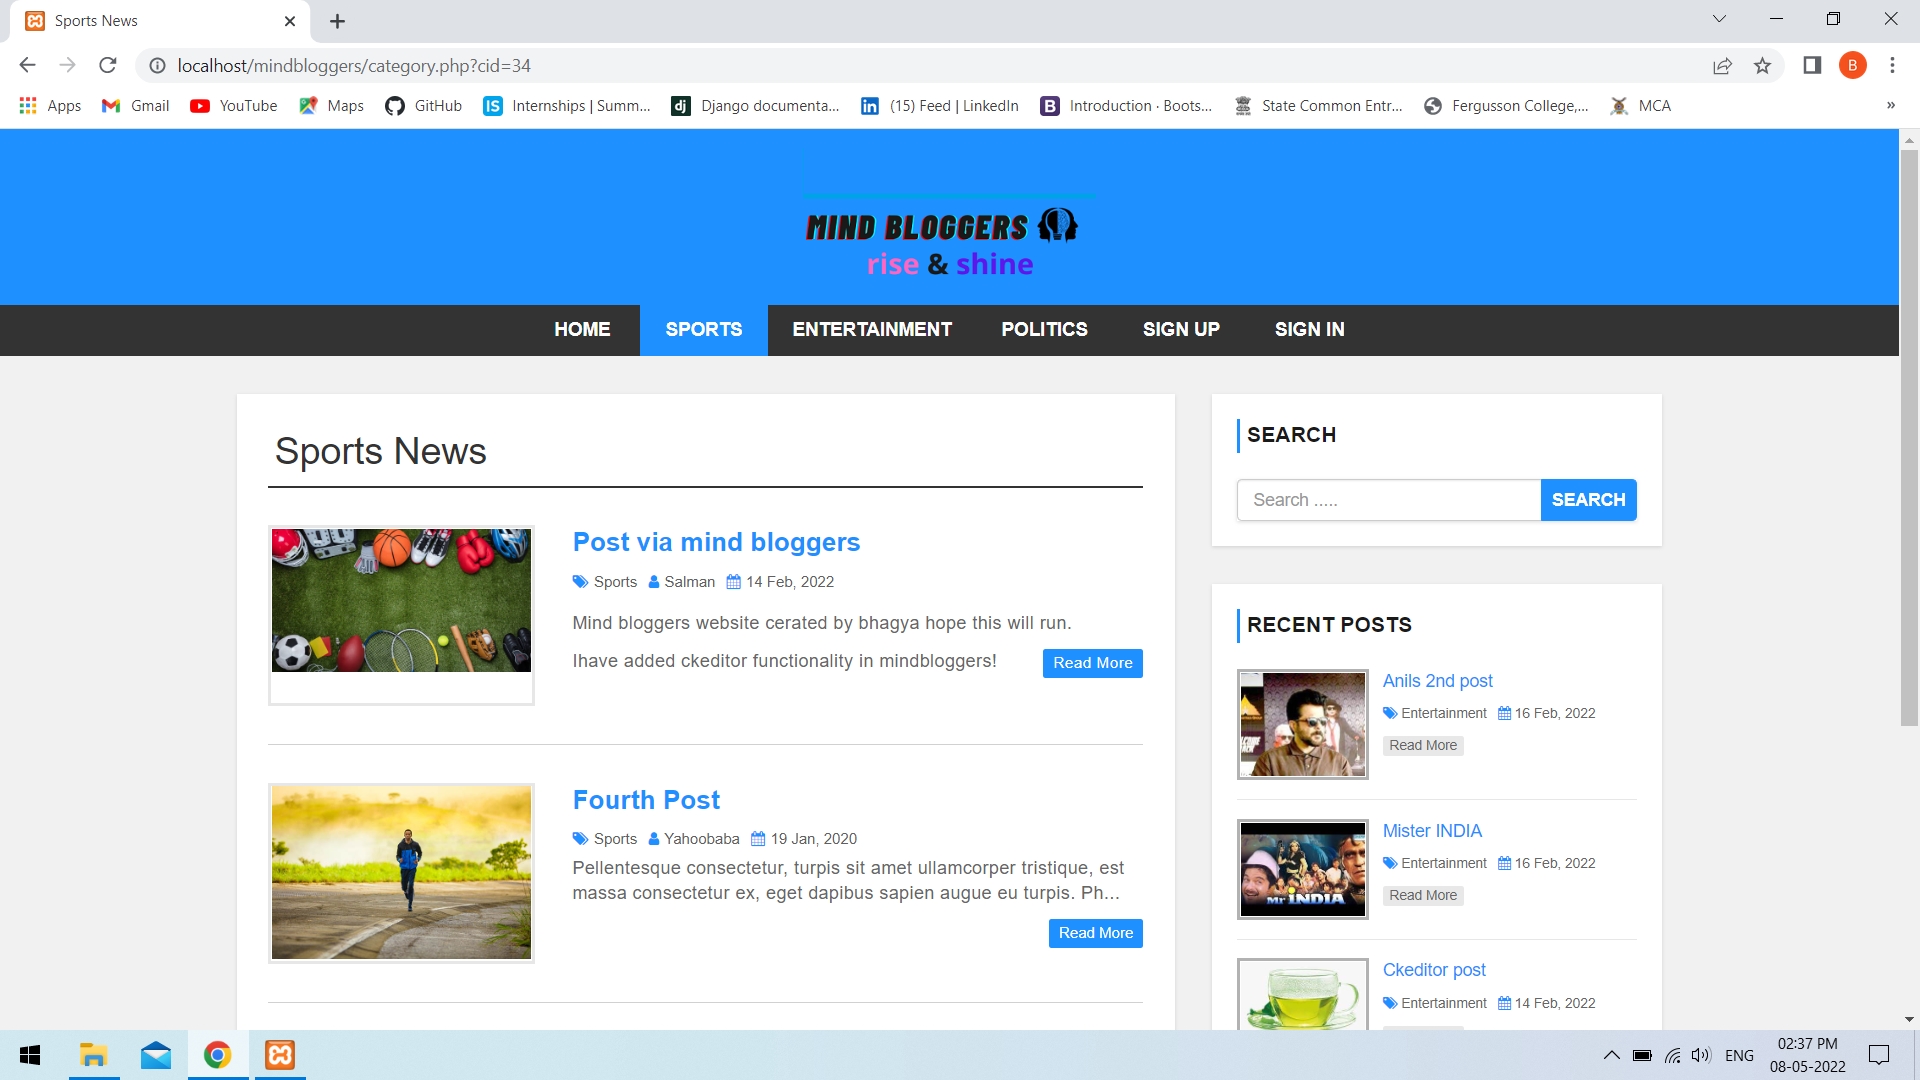 Sports News
localhost/mindbloggers/category.php?cid=34
B
Apps
Gmail
YouTube
Maps
GitHub
IS Internships | Summ...
dj Django documenta...
in (15) Feed | LinkedIn
B Introduction · Boots...
State Common Entr...
Fergusson College,...
MCA
»
MIND BLOGGERS
rise & shine
HOME
SPORTS
ENTERTAINMENT
POLITICS
SIGN UP
SIGN IN
Sports News
Post via mind bloggers
Sports Salman 14 Feb, 2022
Mind bloggers website cerated by bhagya hope this will run.
Ihave added ckeditor functionality in mindbloggers!
Read More
Fourth Post
Sports Yahoobaba 19 Jan, 2020
Pellentesque consectetur, turpis sit amet ullamcorper tristique, est
massa consectetur ex, eget dapibus sapien augue eu turpis. Ph...
Read More
SEARCH
Search .....
SEARCH
RECENT POSTS
Anils 2nd post
Entertainment 16 Feb, 2022
Read More
Mister INDIA
Entertainment 16 Feb, 2022
Read More
Mr INDIA
Ckeditor post
Entertainment 14 Feb, 2022
ENG
02:37 PM
08-05-2022